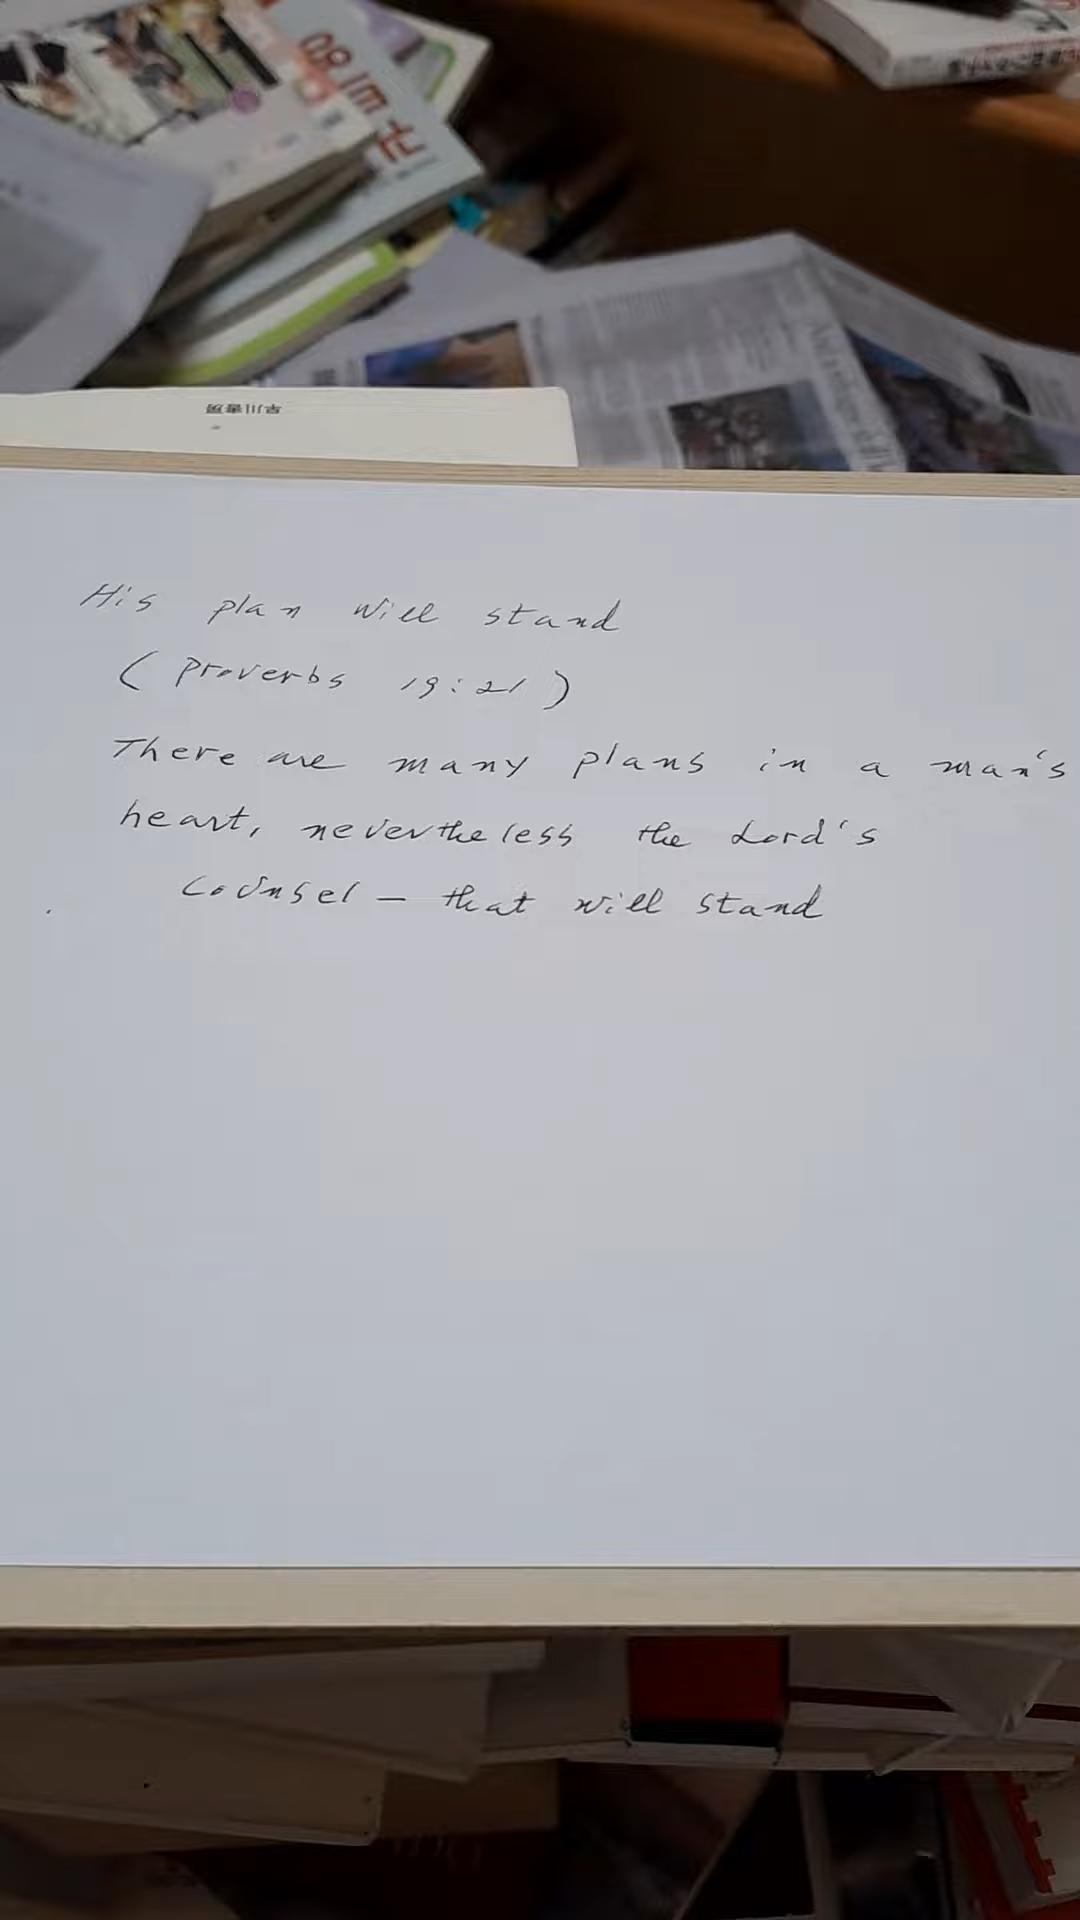 His plan will stand
( Proverbs 19:21 )
There are many plans in a man's
heart, nevertheless the Lord's
Counsel — that will stand